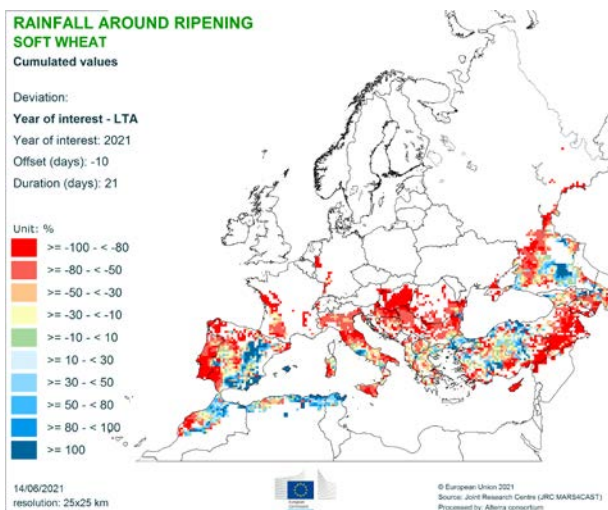 RAINFALL AROUND RIPENING
SOFT WHEAT
Cumulated values
Deviation:
Year of interest - LTA
Year of interest: 2021
Offset (days): -10
Duration (days): 21
Unit: %
>= -100 - < -80
>= -80 - < -50
>= -50 - < -30
>= -30 - < -10
>= -10 - < 10
>= 10 - < 30
>= 30 - < 50
>= 50 - < 80
>= 80 - < 100
>= 100
14/06/2021
resolution: 25x25 km
European
Commission
© European Union 2021
Source: Joint Research Centre (JRC MARS4CAST)
Processed by: Alterra consortium